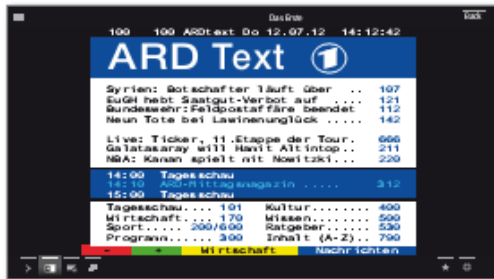 Das Erste
Back
100 100 ARDtext Do 12.07.12 14:12:42
ARD Text 1
Syrien: Botschafter läuft über .. 107
EuGH hebt Saatgut-Verbot auf .... 121
Bundeswehr:Feldpostaffäre beendet 112
Neun Tote bei Lawinenunglück .... 142
Live: Ticker, 11.Etappe der Tour. 666
Galatasaray will Hamit Altintop.. 211
NBA: Kaman spielt mit Nowitzki... 220
14:00 Tagesschau
14:10 ARD-Mittagsmagazin ..... 312
15:00 Tagesschau
Tagesschau.... 101 Kultur......... 400
Wirtschaft.... 170 Wissen......... 500
Sport..... 200/600 Ratgeber....... 530
Programm...... 300 Inhalt (A-Z).. 790
- + Wirtschaft Nachrichten